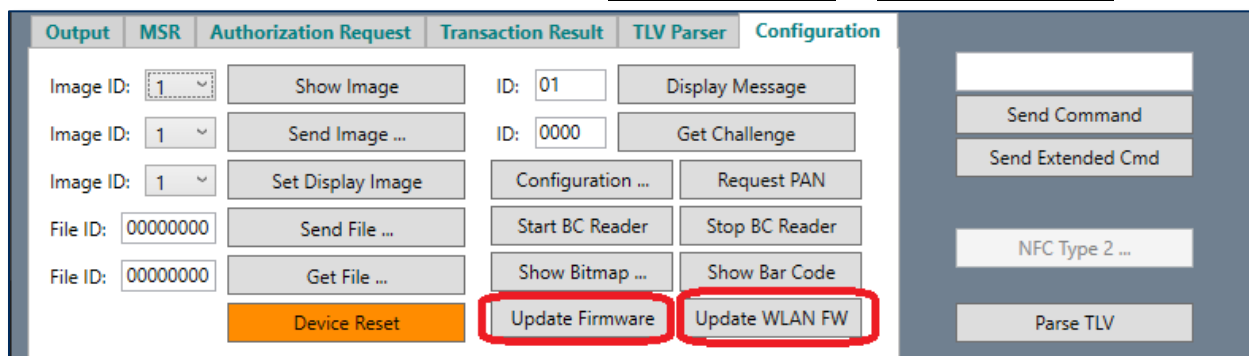 Output MSR Authorization Request Transaction Result TLV Parser Configuration
Image ID: 1 Show Image ID: 01 Display Message
Send Command
Image ID: 1 Send Image ... ID: 0000 Get Challenge
Send Extended Cmd
Image ID: 1 Set Display Image Configuration ... Request PAN
File ID: 00000000 Send File ... Start BC Reader Stop BC Reader
NFC Type 2 ...
File ID: 00000000 Get File ... Show Bitmap ... Show Bar Code
Device Reset Update Firmware Update WLAN FW Parse TLV